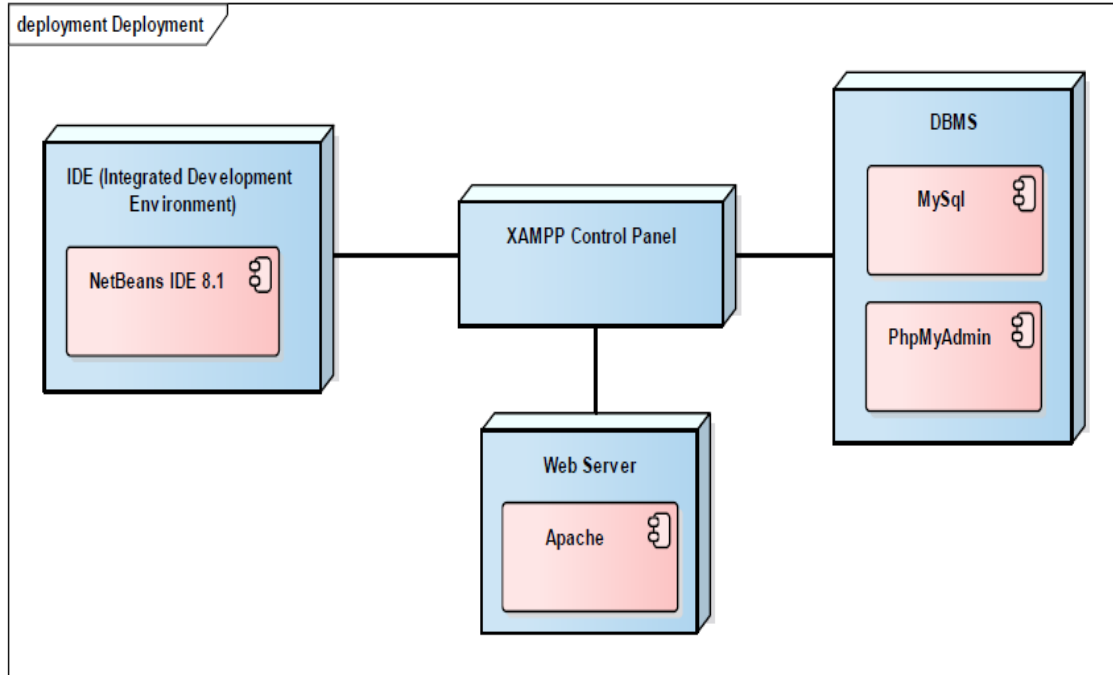 deployment Deployment
IDE (Integrated Development
Environment)
NetBeans IDE 8.1
XAMPP Control Panel
DBMS
MySql
PhpMyAdmin
Web Server
Apache